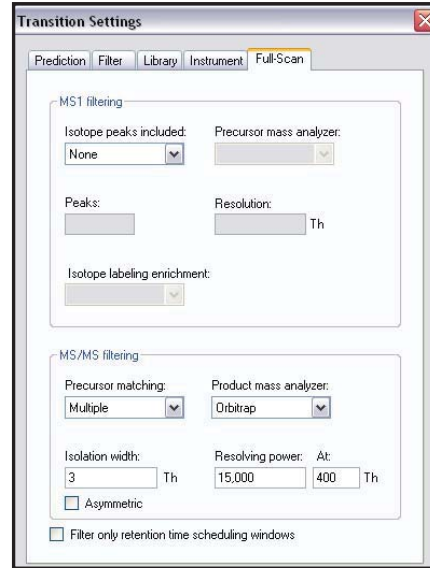 Transition Settings
Prediction Filter Library Instrument Full-Scan
MS1 filtering
Isotope peaks included: Precursor mass analyzer:
None
Peaks: Resolution:
Th
Isotope labeling enrichment:
MS/MS filtering
Precursor matching: Product mass analyzer:
Multiple Orbitrap
Isolation width: Resolving power: At:
3 Th 15,000 400 Th
Asymmetric
Filter only retention time scheduling windows